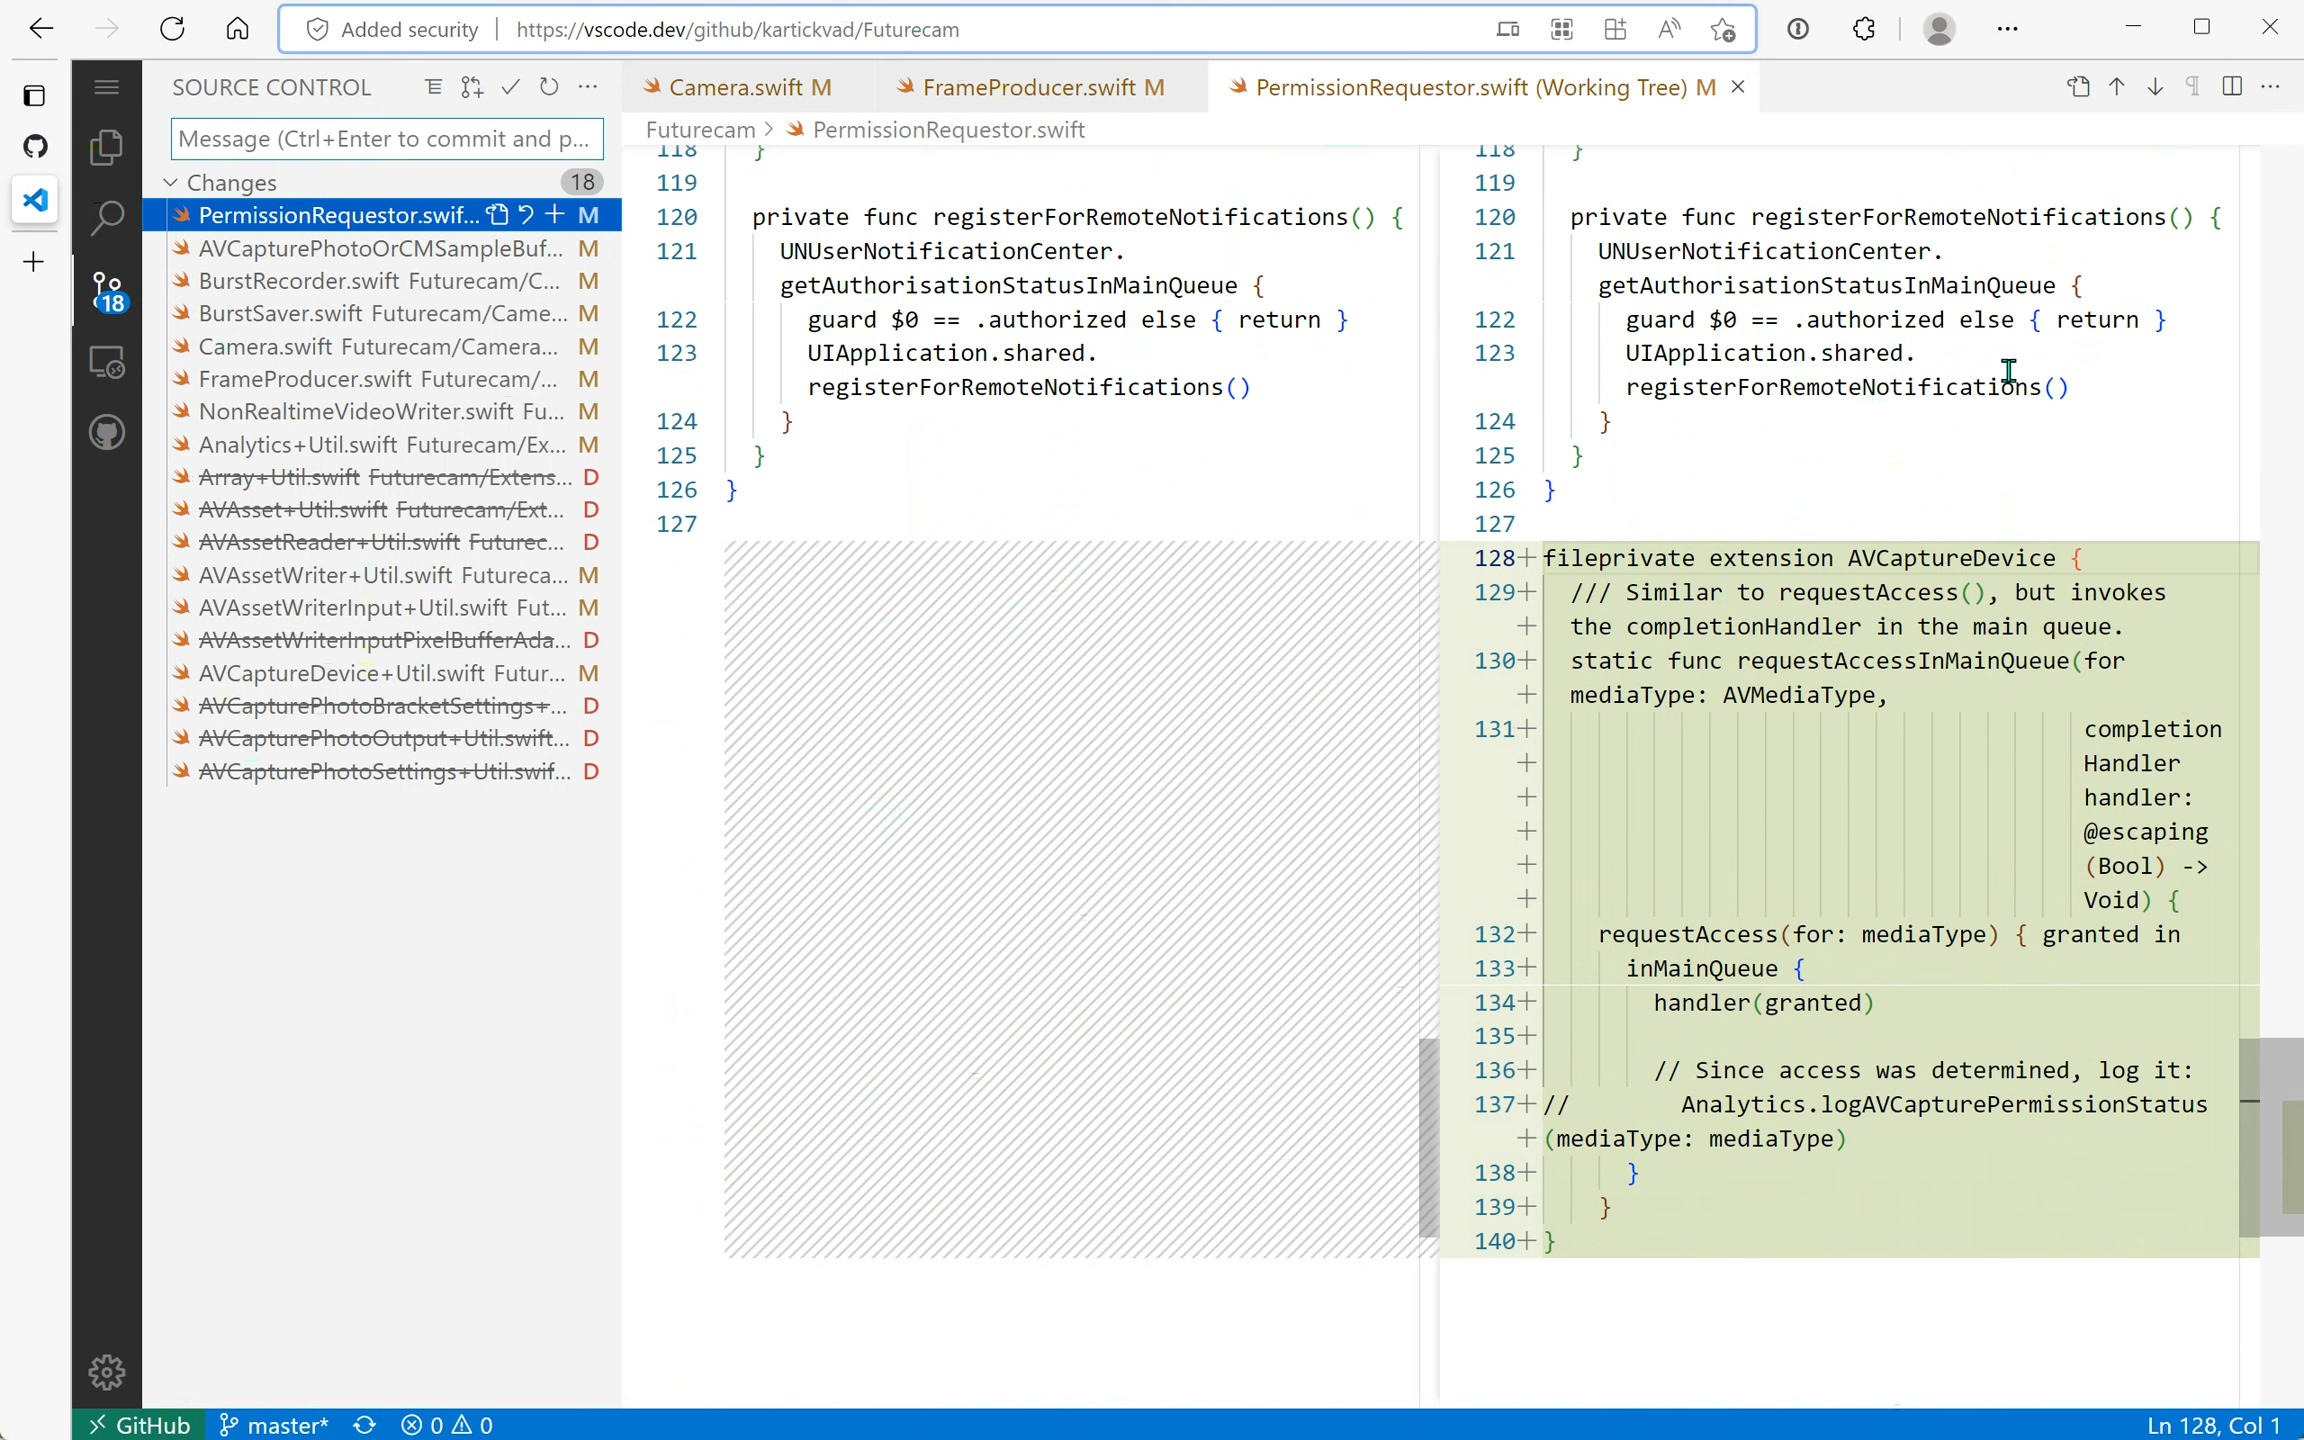 Added security
https://vscode.dev/github/kartickvad/Futurecam
SOURCE CONTROL
Message (Ctrl+Enter to commit and p...
Changes
18
PermissionRequestor.swif... M
AVCapturePhotoOrCMSampleBuf... M
BurstRecorder.swift Futurecam/C... M
BurstSaver.swift Futurecam/Came... M
Camera.swift Futurecam/Camera... M
FrameProducer.swift Futurecam/... M
NonRealtimeVideoWriter.swift Fu... M
Analytics+Util.swift Futurecam/Ex... M
Array+Util.swift Futurecam/Extens... D
AVAsset+Util.swift Futurecam/Ext... D
AVAssetReader+Util.swift Futurec... D
AVAssetWriter+Util.swift Futureca... M
AVAssetWriterInput+Util.swift Fut... M
AVAssetWriterInputPixelBufferAda... D
AVCaptureDevice+Util.swift Futur... M
AVCapturePhotoBracketSettings+... D
AVCapturePhotoOutput+Util.swift... D
AVCapturePhotoSettings+Util.swif... D
18
Camera.swift M
FrameProducer.swift M
PermissionRequestor.swift (Working Tree) M
Futurecam > PermissionRequestor.swift
118 }
119
120 private func registerForRemoteNotifications() {
121 UNUserNotificationCenter.
getAuthorisationStatusInMainQueue {
122 guard $0 == .authorized else { return }
123 UIApplication.shared.
registerForRemoteNotifications()
124 }
125 }
126 }
127
118 }
119
120 private func registerForRemoteNotifications() {
121 UNUserNotificationCenter.
getAuthorisationStatusInMainQueue {
122 guard $0 == .authorized else { return }
123 UIApplication.shared.
registerForRemoteNotifications()
124 }
125 }
126 }
127
128+ fileprivate extension AVCaptureDevice {
129+ /// Similar to requestAccess(), but invokes
+ the completionHandler in the main queue.
130+ static func requestAccessInMainQueue(for
+ mediaType: AVMediaType,
131+ completion
+ Handler
+ handler:
+ @escaping
+ (Bool) ->
+ Void) {
132+ requestAccess(for: mediaType) { granted in
133+ inMainQueue {
134+ handler(granted)
135+
136+ // Since access was determined, log it:
137+ // Analytics.logAVCapturePermissionStatus
+ (mediaType: mediaType)
138+ }
139+ }
140+ }
GitHub
master*
0
0
Ln 128, Col 1